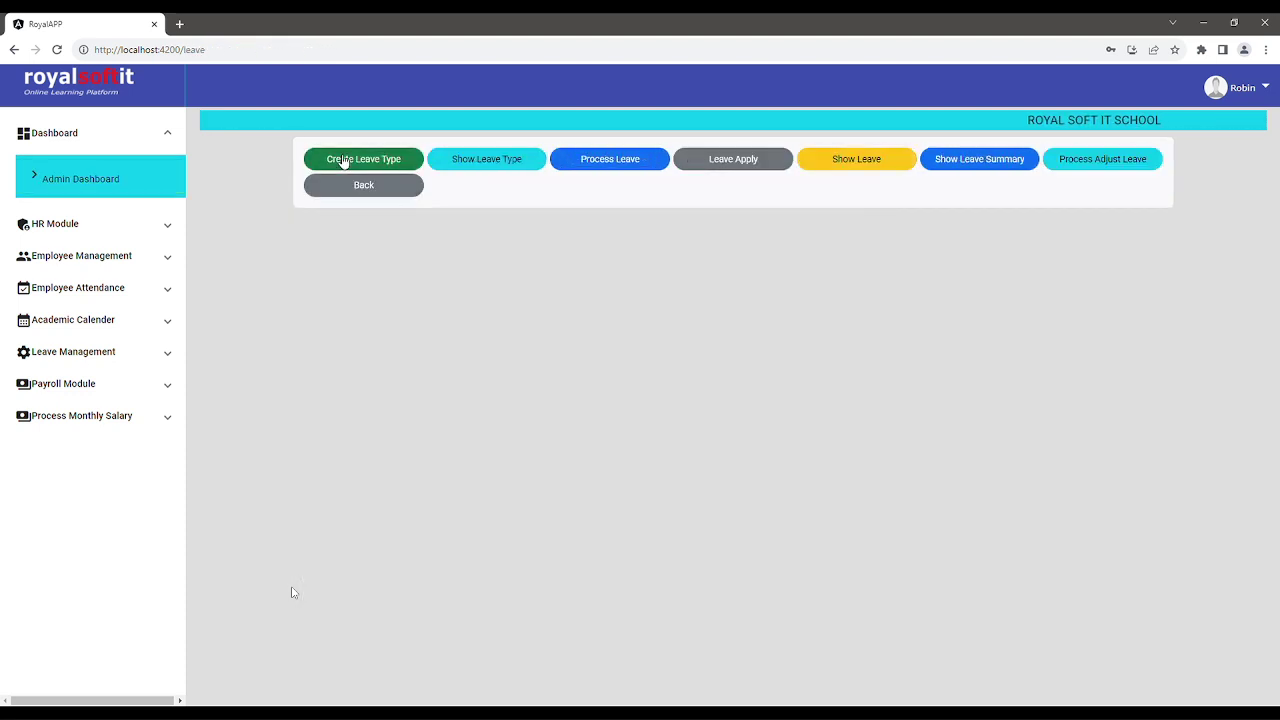 RoyalAPP
http://localhost:4200/leave
royalsoftit
Online Learning Platform
Robin
ROYAL SOFT IT SCHOOL
Dashboard
Admin Dashboard
HR Module
Employee Management
Employee Attendance
Academic Calender
Leave Management
Payroll Module
Process Monthly Salary
Create Leave Type
Show Leave Type
Process Leave
Leave Apply
Show Leave
Show Leave Summary
Process Adjust Leave
Back